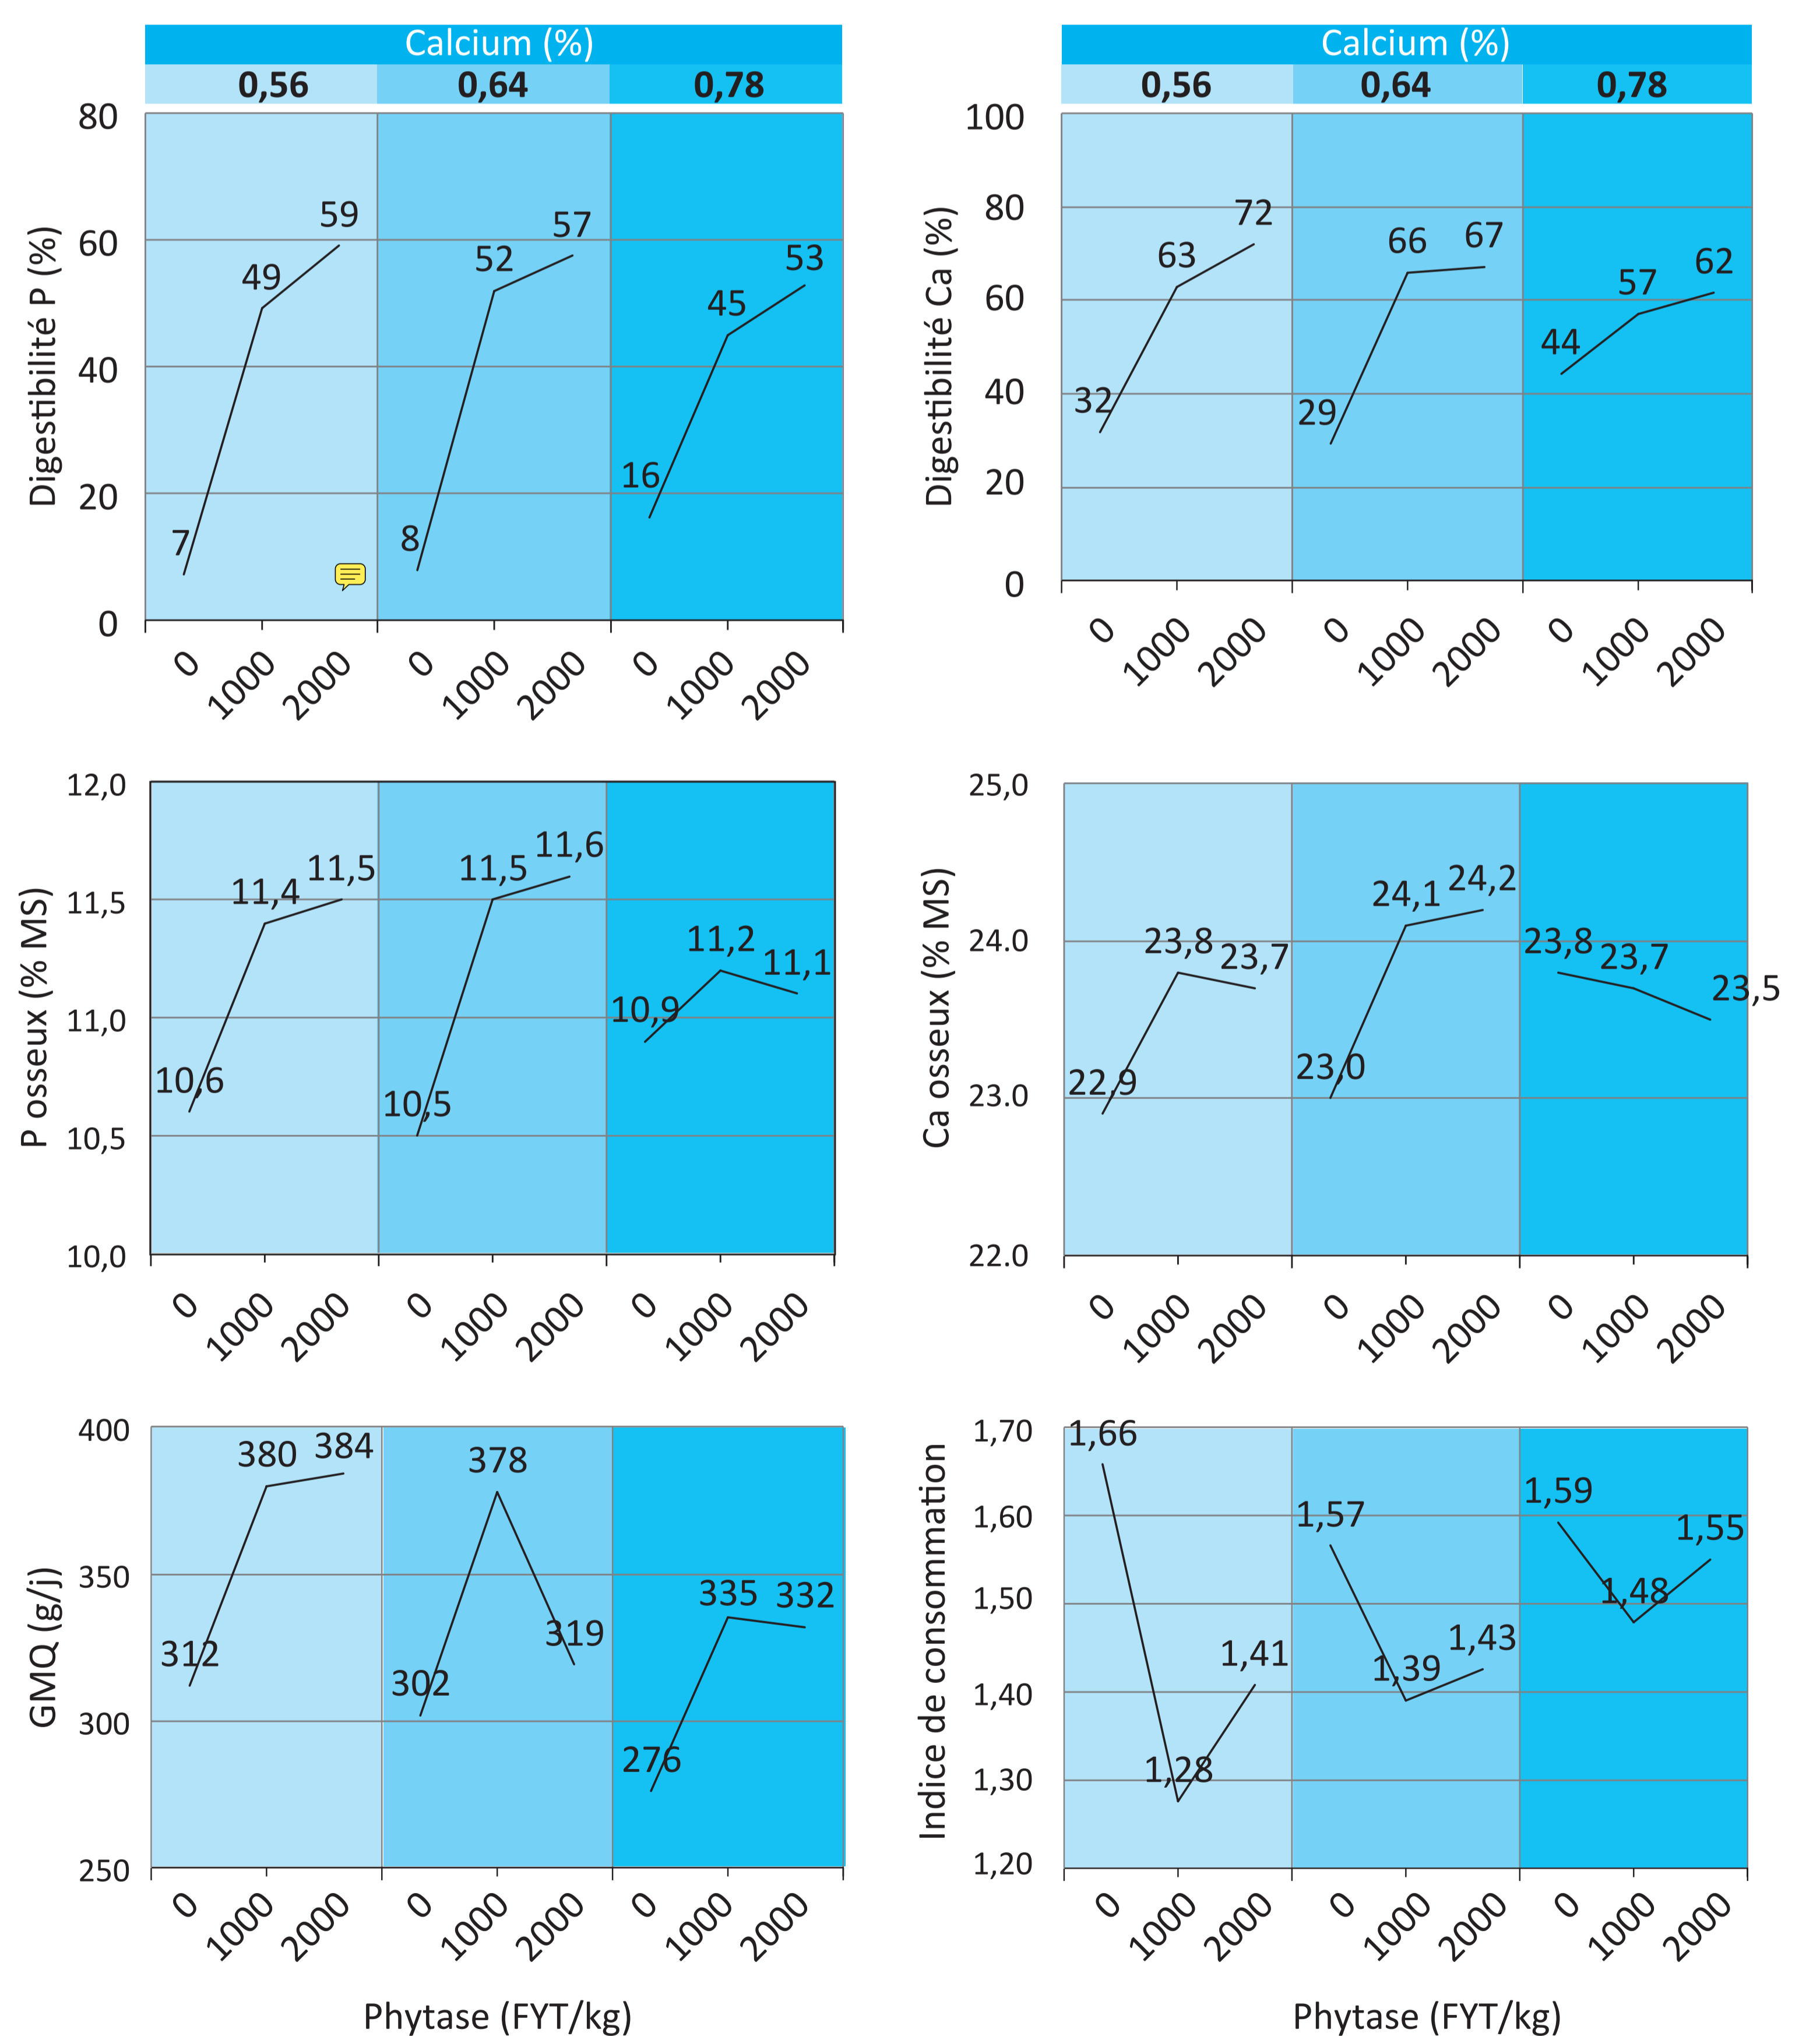 Calcium (%)
0,56 0,64 0,78
Digestibilité P (%)
80
60
40
20
0
7 49 59
8 52 57
16 45 53
0 1000 2000 0 1000 2000 0 1000 2000
Calcium (%)
0,56 0,64 0,78
Digestibilité Ca (%)
100
80
60
40
20
0
32 63 72
29 66 67
44 57 62
0 1000 2000 0 1000 2000 0 1000 2000
P osseux (% MS)
12,0
11,5
11,0
10,5
10,0
10,6 11,4 11,5
10,5 11,5 11,6
10,9 11,2 11,1
0 1000 2000 0 1000 2000 0 1000 2000
Ca osseux (% MS)
25,0
24.0
23.0
22.0
22,9 23,8 23,7
23,0 24,1 24,2
23,8 23,7 23,5
0 1000 2000 0 1000 2000 0 1000 2000
GMQ (g/j)
400
350
300
250
312 380 384
302 378 319
276 335 332
0 1000 2000 0 1000 2000 0 1000 2000
Phytase (FYT/kg)
Indice de consommation
1,70
1,60
1,50
1,40
1,30
1,20
1,66 1,28 1,41
1,57 1,39 1,43
1,59 1,48 1,55
0 1000 2000 0 1000 2000 0 1000 2000
Phytase (FYT/kg)